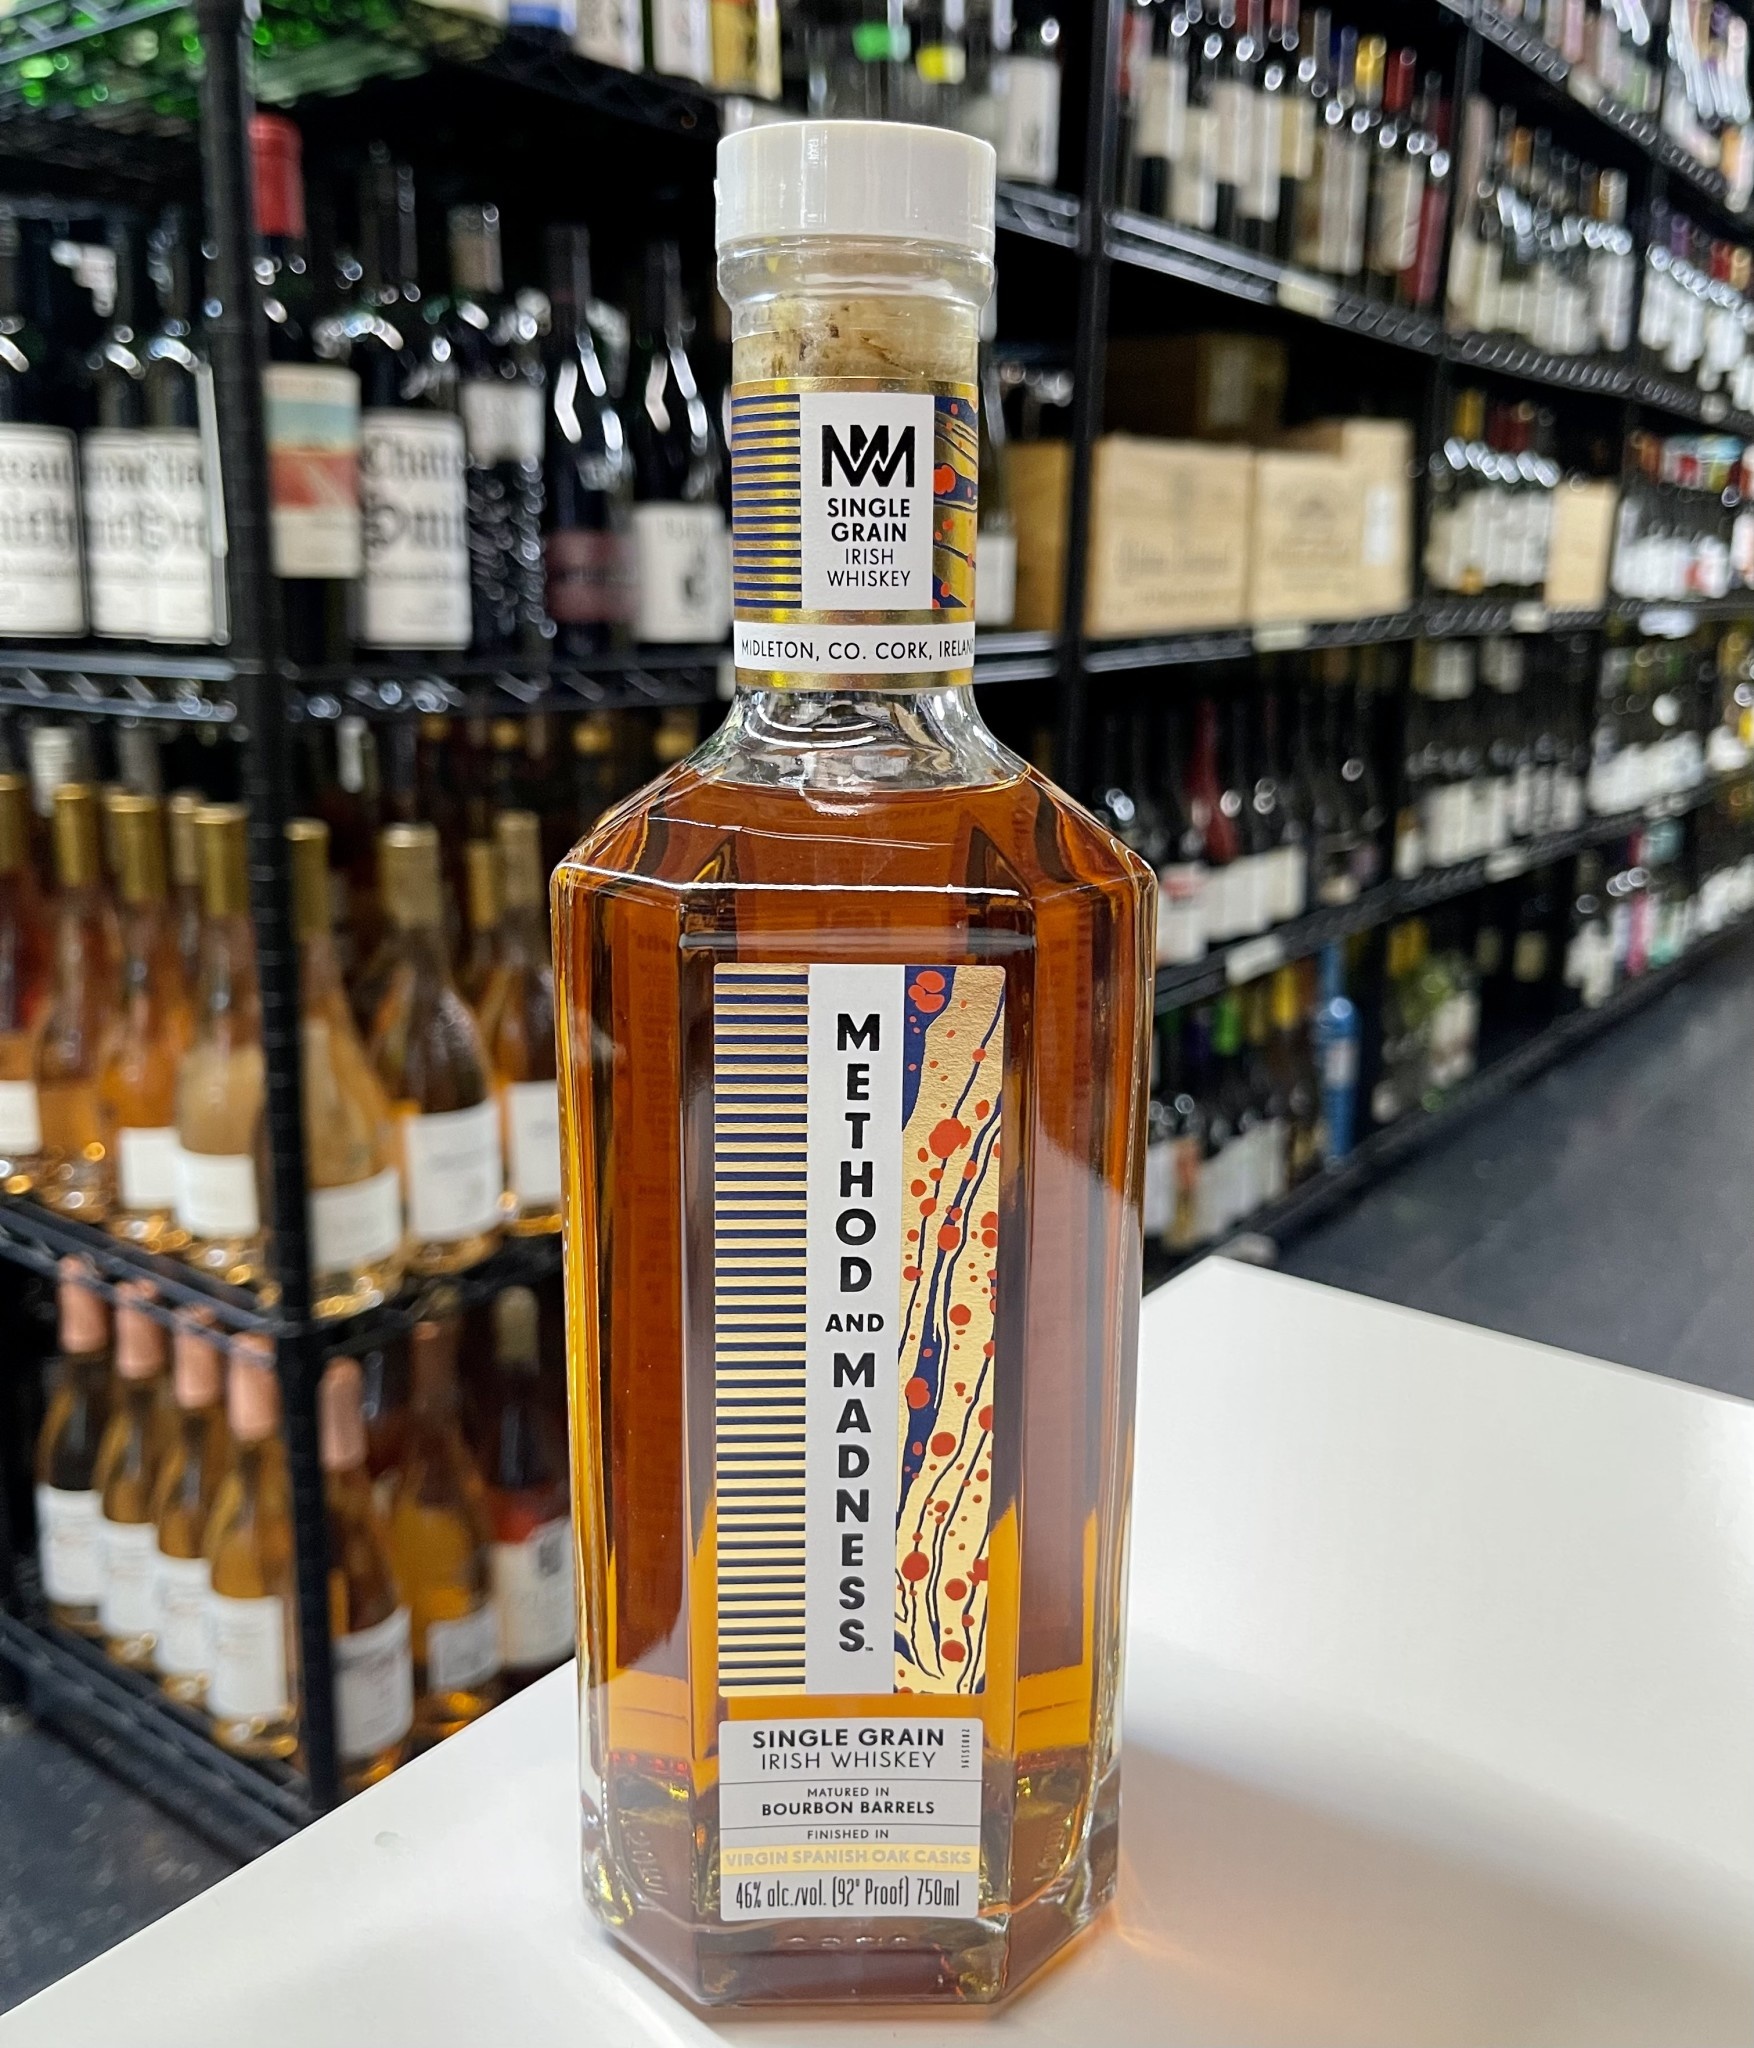 MM
SINGLE
GRAIN
IRISH
WHISKEY
MIDLETON, CO. CORK, IRELAND
METHOD
AND
MADNESS™
SINGLE GRAIN
IRISH WHISKEY
MATURED IN
BOURBON BARRELS
FINISHED IN
VIRGIN SPANISH OAK CASKS
46% alc./vol. (92° Proof) 750ml